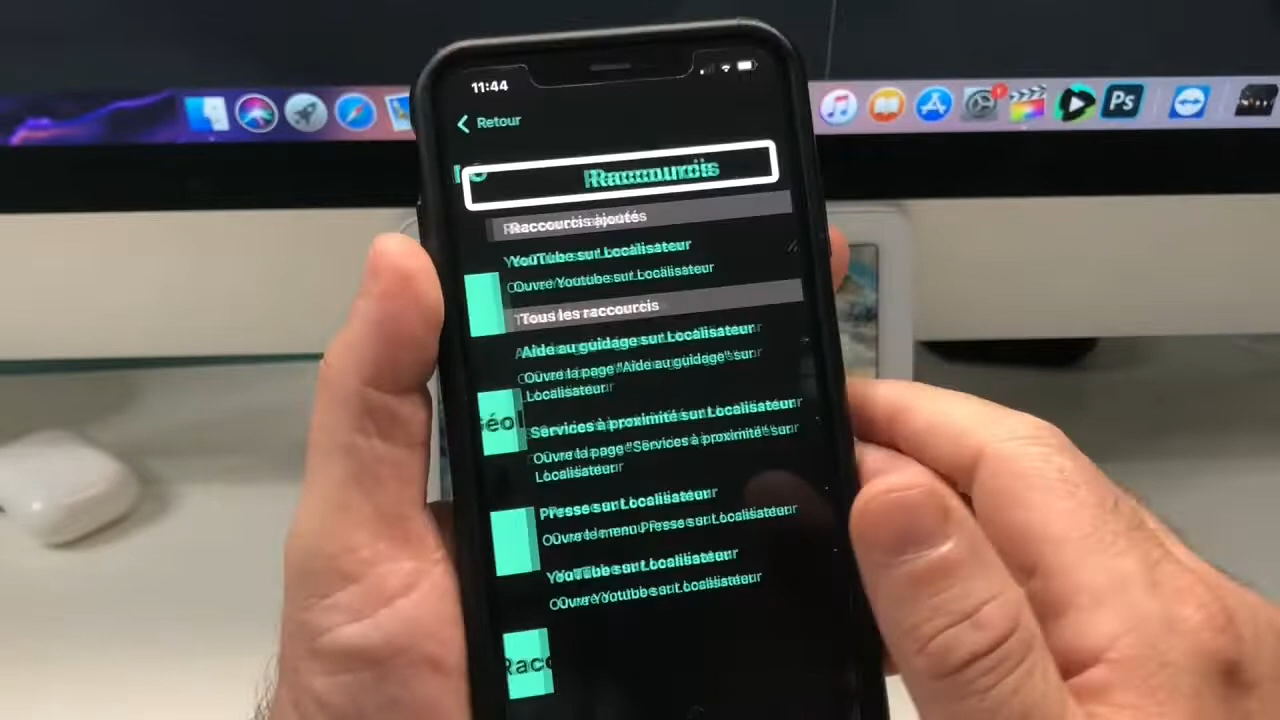 11:44
Retour
Raccourcis
Raccourcis ajoutés
YouTube sur Localisateur
Ouvre Youtube sur Localisateur
Tous les raccourcis
Aide au guidage sur Localisateur
Ouvre la page "Aide au guidage" sur
Localisateur
Géol
Services à proximité sur Localisateur
Ouvre la page "Services à proximité" sur
Localisateur
Presse sur Localisateur
Ouvre le menu Presse sur Localisateur
YouTube sur Localisateur
Ouvre Youtube sur Localisateur
Racc
Ps